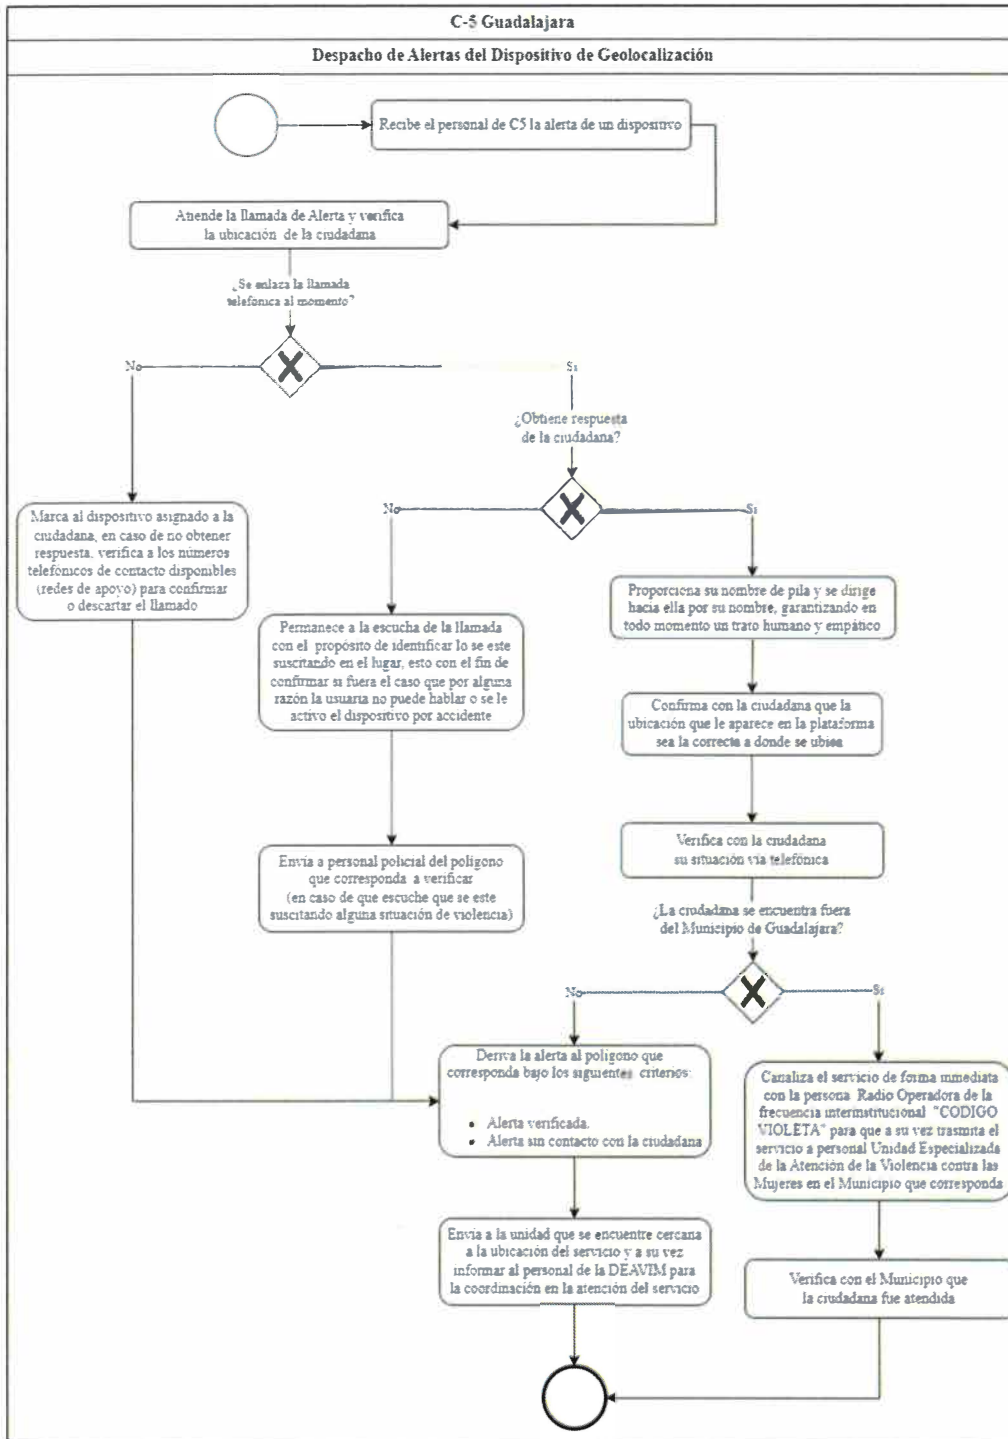 C-5 Guadalajara
Despacho de Alertas del Dispositivo de Geolocalización
Recibe el personal de C5 la alerta de un dispositivo
Atiende la llamada de Alerta y verifica
la ubicación de la ciudadana
¿Se enlaza la llamada
telefónica al momento?
No
Si
¿Obtiene respuesta
de la ciudadana?
No
Si
Marca al dispositivo asignado a la
ciudadana, en caso de no obtener
respuesta, verifica a los números
telefónicos de contacto disponibles
(redes de apoyo) para confirmar
o descartar el llamado
Permanece a la escucha de la llamada
con el propósito de identificar lo se este
suscitando en el lugar, esto con el fin de
confirmar si fuera el caso que por alguna
razón la usuaria no puede hablar o se le
activo el dispositivo por accidente
Proporciona su nombre de pila y se dirige
hacia ella por su nombre, garantizando en
todo momento un trato humano y empático
Confirma con la ciudadana que la
ubicación que le aparece en la plataforma
sea la correcta a donde se ubica
Verifica con la ciudadana
su situación vía telefónica
Envía a personal policial del polígono
que corresponda a verificar
(en caso de que escuche que se este
suscitando alguna situación de violencia)
¿La ciudadana se encuentra fuera
del Municipio de Guadalajara?
No
Si
Deriva la alerta al polígono que
corresponda bajo los siguientes criterios:
• Alerta verificada.
• Alerta sin contacto con la ciudadana
Canaliza el servicio de forma inmediata
con la persona Radio Operadora de la
frecuencia interinstitucional "CODIGO
VIOLETA" para que a su vez trasmita el
servicio a personal Unidad Especializada
de la Atención de la Violencia contra las
Mujeres en el Municipio que corresponda
Envía a la unidad que se encuentre cercana
a la ubicación del servicio y a su vez
informar al personal de la DEAVIM para
la coordinación en la atención del servicio
Verifica con el Municipio que
la ciudadana fue atendida